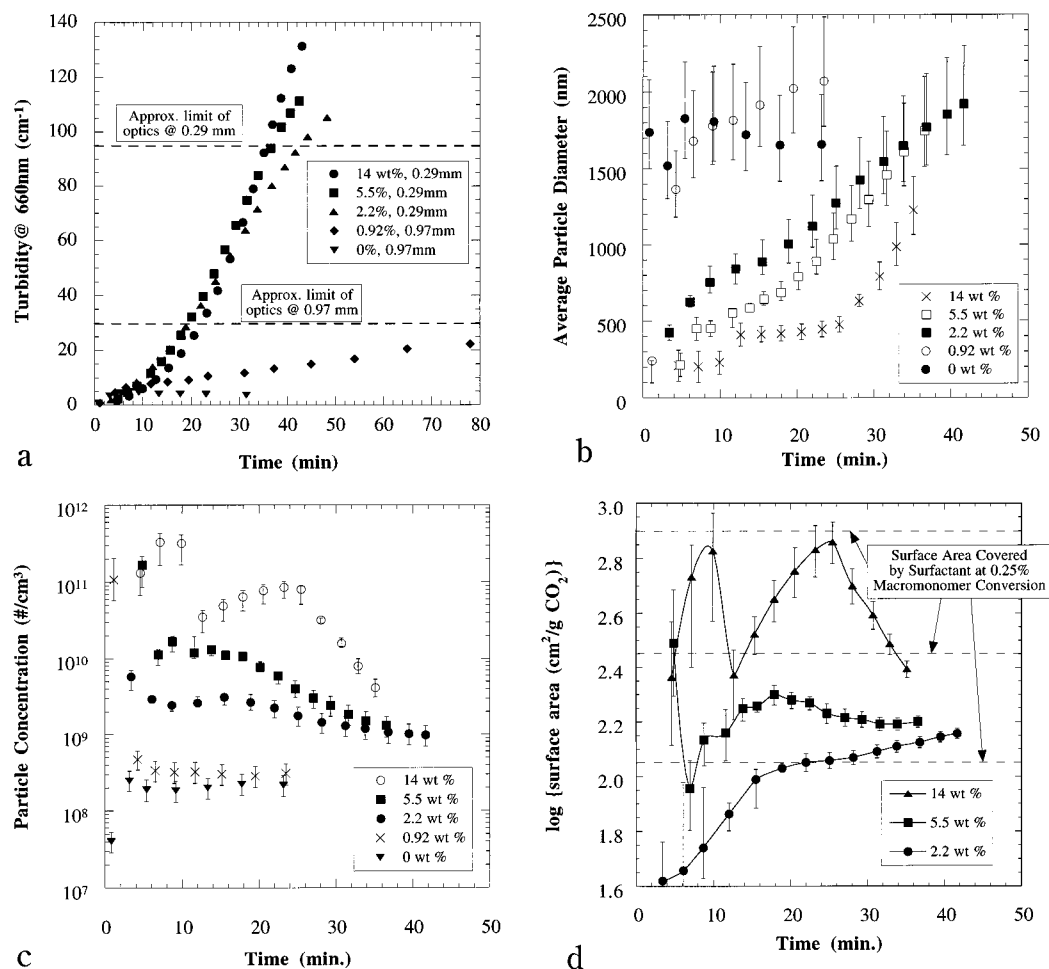 140
120
100
80
60
40
20
0
Turbidity@ 660nm (cm⁻¹)
Approx. limit of
optics @ 0.29 mm
14 wt%, 0.29mm
5.5%, 0.29mm
2.2%, 0.29mm
0.92%, 0.97mm
0%, 0.97mm
Approx. limit of
optics @ 0.97 mm
0 10 20 30 40 50 60 70 80
Time (min)
a
2500
2000
1500
1000
500
0
Average Particle Diameter (nm)
14 wt %
5.5 wt %
2.2 wt %
0.92 wt %
0 wt %
0 10 20 30 40 50
Time (min.)
b
10¹²
10¹¹
10¹⁰
10⁹
10⁸
10⁷
Particle Concentration (#/cm³)
14 wt %
5.5 wt %
2.2 wt %
0.92 wt %
0 wt %
0 10 20 30 40 50
Time (min.)
c
3.0
2.8
2.6
2.4
2.2
2.0
1.8
1.6
log {surface area (cm²/g CO₂)}
Surface Area Covered
by Surfactant at 0.25%
Macromonomer Conversion
14 wt %
5.5 wt %
2.2 wt %
0 10 20 30 40 50
Time (min.)
d